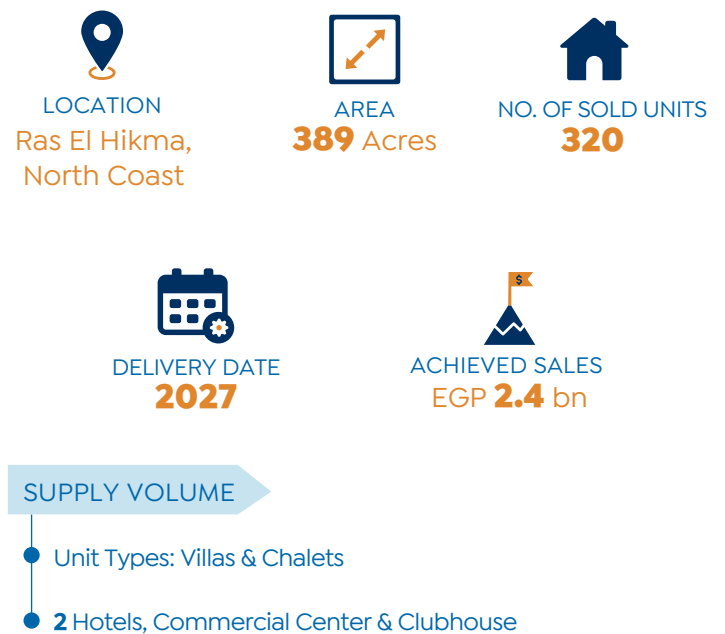 LOCATION
Ras El Hikma,
North Coast
AREA
389 Acres
NO. OF SOLD UNITS
320
DELIVERY DATE
2027
$
ACHIEVED SALES
EGP 2.4 bn
SUPPLY VOLUME
Unit Types: Villas & Chalets
2 Hotels, Commercial Center & Clubhouse